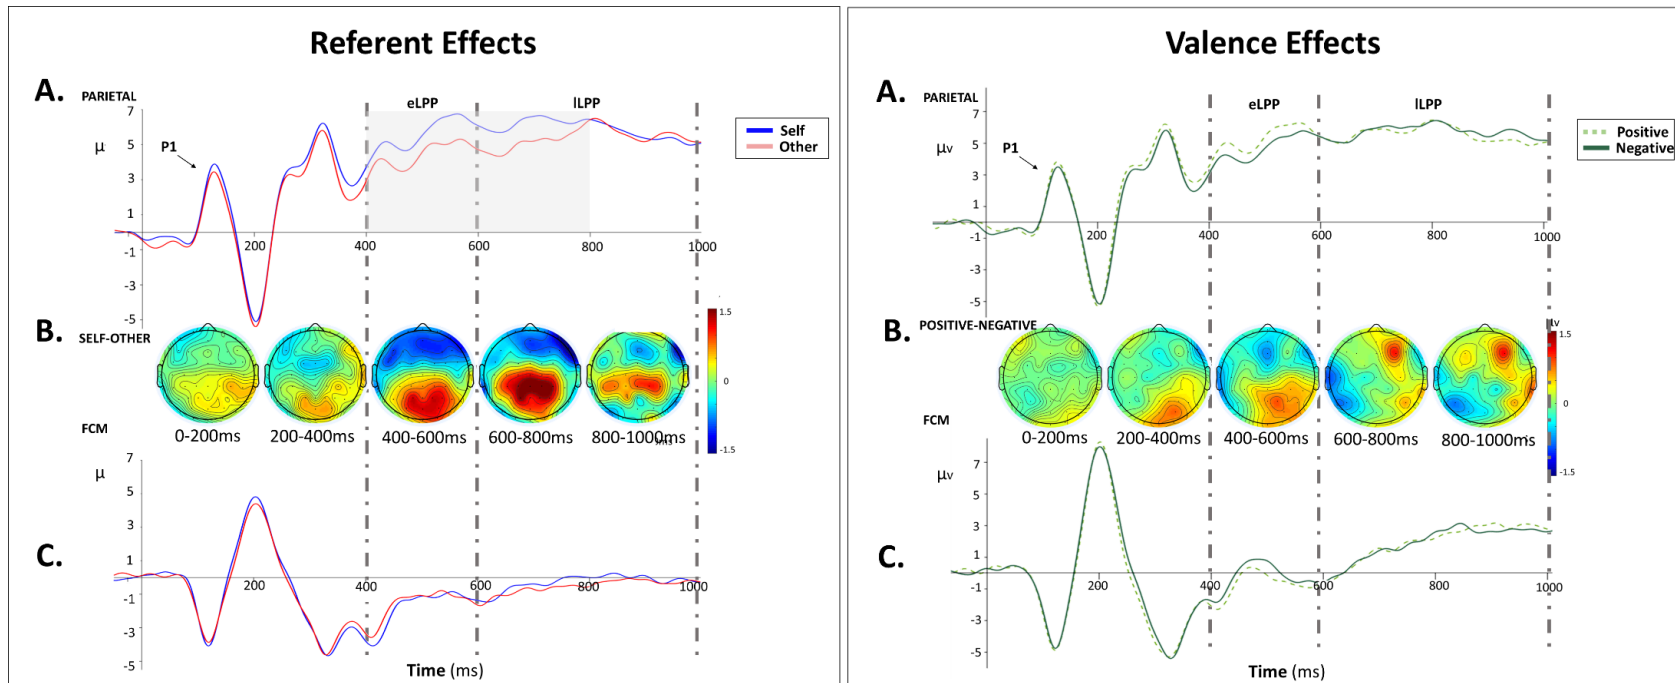 Referent Effects
A.
PARIETAL
eLPP
lLPP
7
μ
5
P1
3
1
-1
-3
-5
200
400
600
800
1000
Self
Other
B.
SELF-OTHER
1.5
0
-1.5
0-200ms
200-400ms
400-600ms
600-800ms
800-1000ms
FCM
μ
7
5
3
1
-1
-3
-5
C.
200
400
600
800
1000
Time (ms)
Valence Effects
A.
PARIETAL
eLPP
lLPP
7
μv
5
P1
3
1
-1
-3
-5
200
400
600
800
1000
Positive
Negative
B.
POSITIVE-NEGATIVE
1.5
0
-1.5
0-200ms
200-400ms
400-600ms
600-800ms
800-1000ms
FCM
μv
7
5
3
1
-1
-3
-5
C.
200
400
600
800
1000
Time (ms)